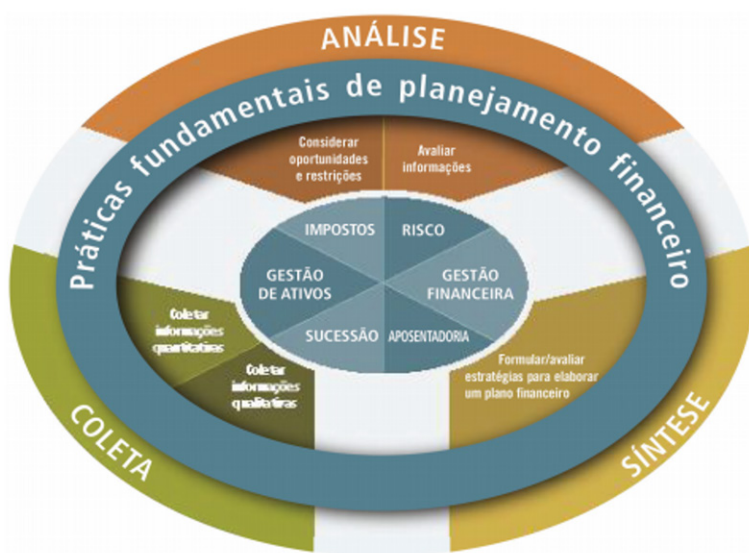 ANÁLISE
Práticas fundamentais de planejamento financeiro
Considerar
oportunidades
e restrições
Avaliar
informações
IMPOSTOS
RISCO
GESTÃO
DE ATIVOS
GESTÃO
FINANCEIRA
SUCESSÃO
APOSENTADORIA
Coletar
informações
quantitativas
Coletar
informações
qualitativas
Formular/avaliar
estratégias para elaborar
um plano financeiro
COLETA
SÍNTESE